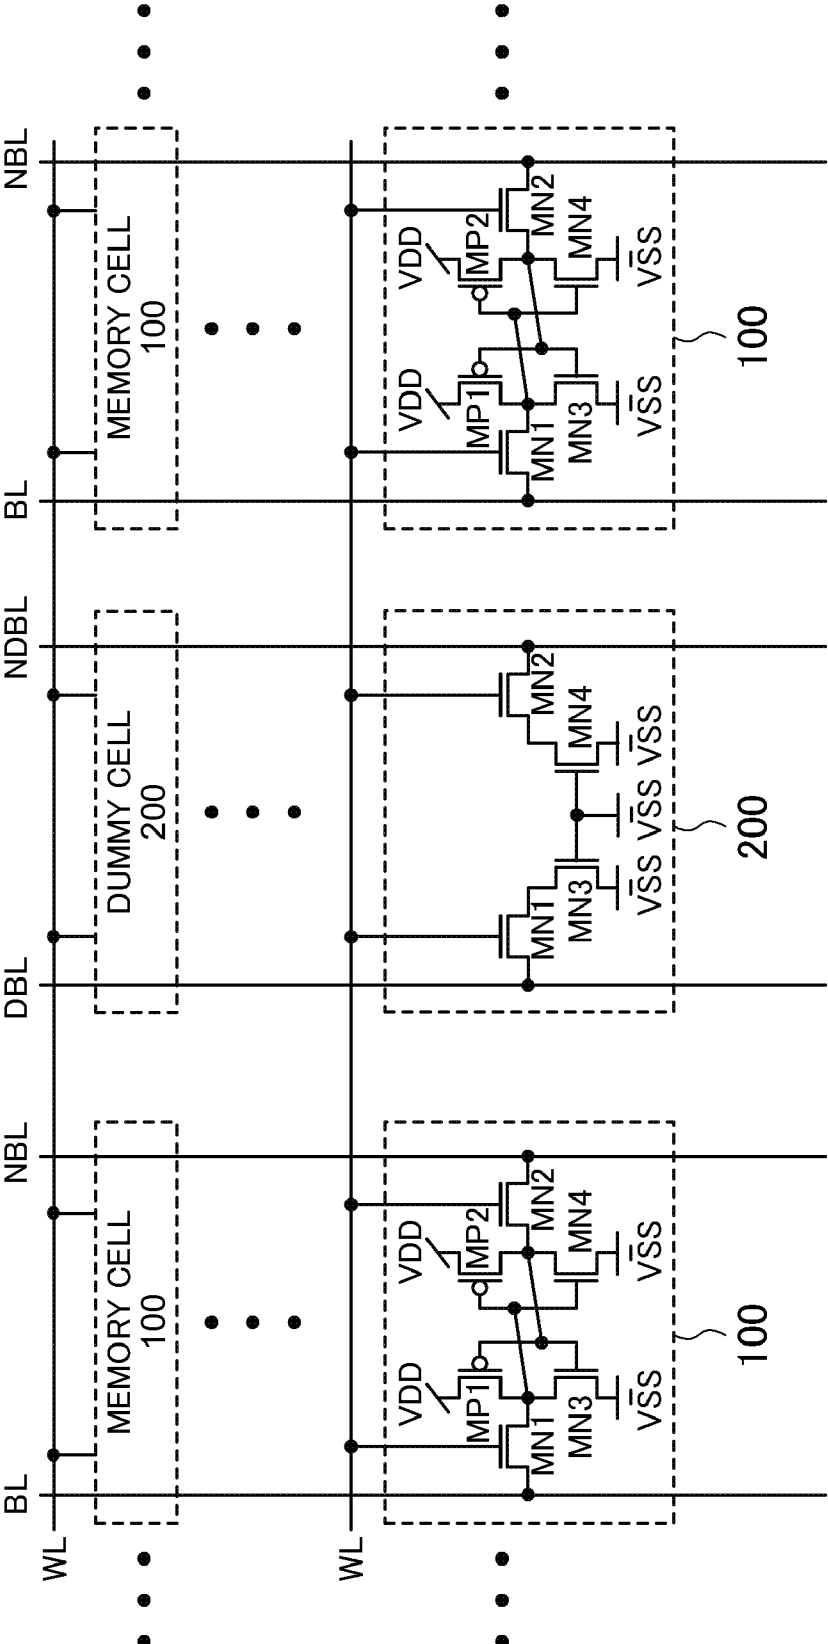 BL
NBL
DBL
NDBL
BL
NBL
WL
MEMORY CELL
100
DUMMY CELL
200
MEMORY CELL
100
WL
VDD
VDD
MP1
MP2
MN1
MN2
MN3
MN4
VSS
VSS
100
MN1
MN2
MN3
MN4
VSS
VSS
VSS
200
VDD
VDD
MP1
MP2
MN1
MN2
MN3
MN4
VSS
VSS
100